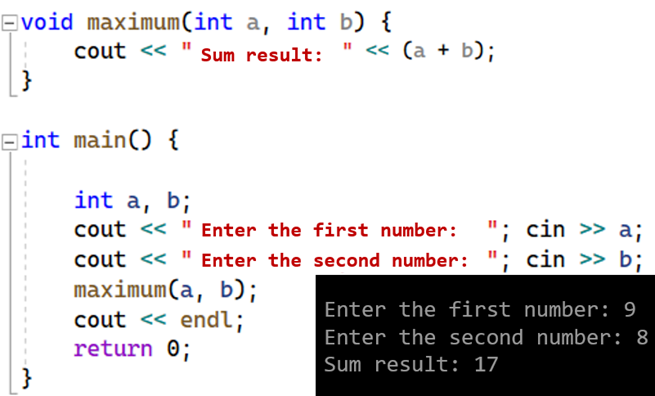 void maximum(int a, int b) {
cout << " Sum result: " << (a + b);
}
int main() {
int a, b;
cout << " Enter the first number: "; cin >> a;
cout << " Enter the second number: "; cin >> b;
maximum(a, b);
cout << endl;
return 0;
}
Enter the first number: 9
Enter the second number: 8
Sum result: 17